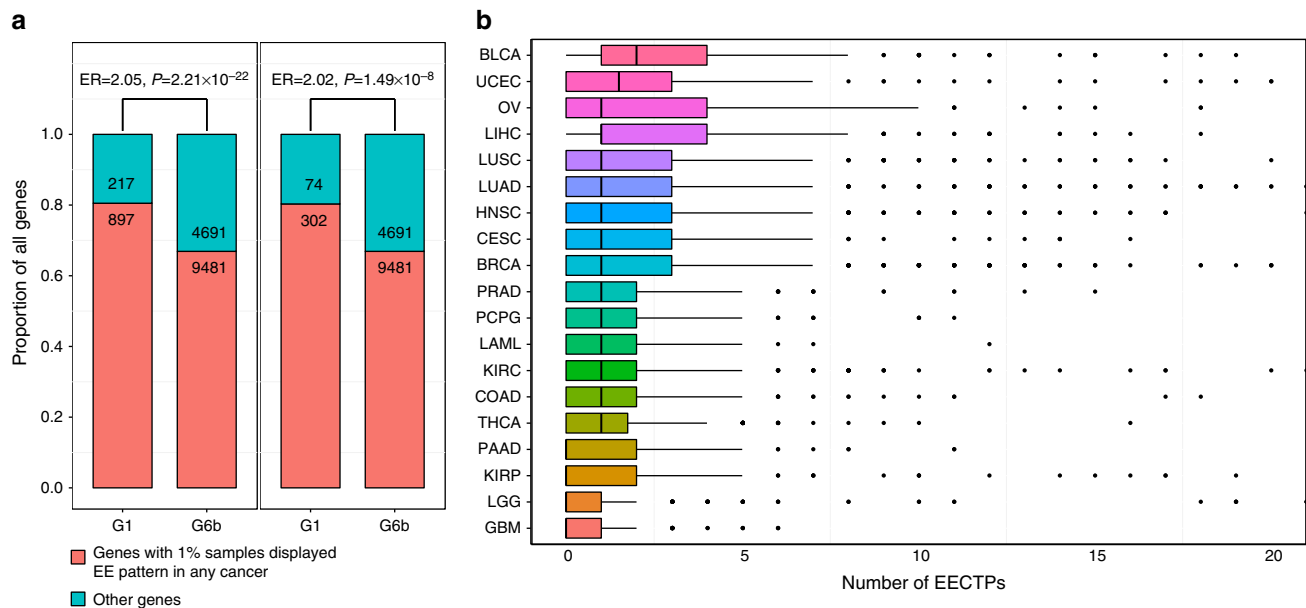 a
ER=2.05, P=2.21×10⁻²²
ER=2.02, P=1.49×10⁻⁸
Proportion of all genes
1.0
0.8
0.6
0.4
0.2
0.0
217
897
4691
9481
74
302
4691
9481
G1
G6b
G1
G6b
Genes with 1% samples displayed
EE pattern in any cancer
Other genes
b
BLCA
UCEC
OV
LIHC
LUSC
LUAD
HNSC
CESC
BRCA
PRAD
PCPG
LAML
KIRC
COAD
THCA
PAAD
KIRP
LGG
GBM
0
5
10
15
20
Number of EECTPs